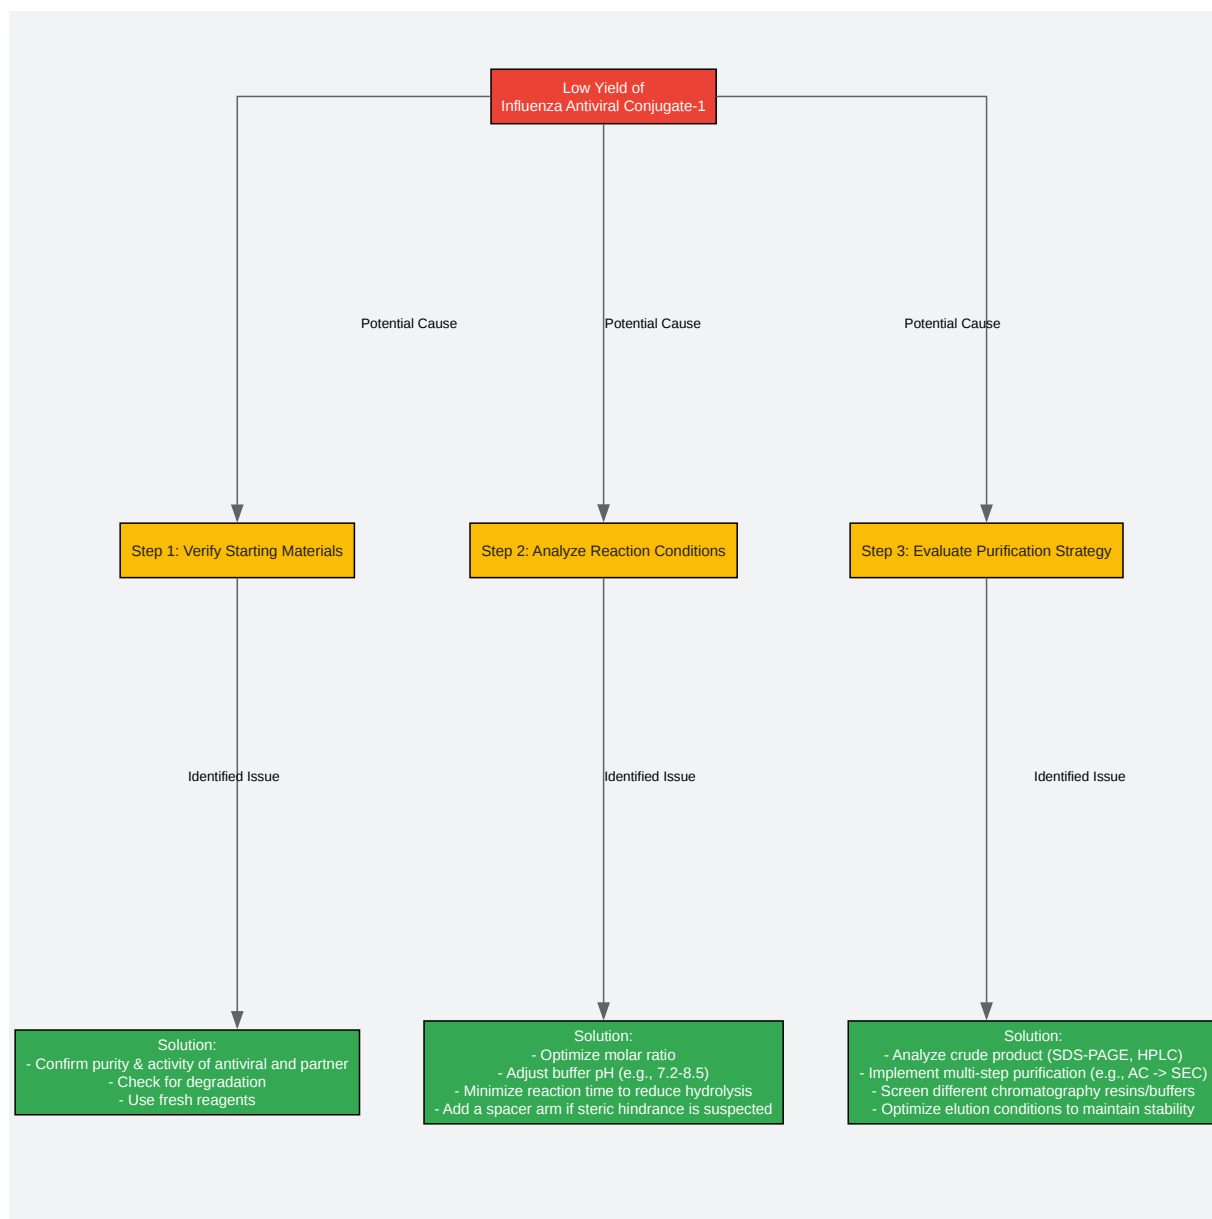 Low Yield of
Influenza Antiviral Conjugate-1
Potential Cause
Potential Cause
Potential Cause
Step 1: Verify Starting Materials
Step 2: Analyze Reaction Conditions
Step 3: Evaluate Purification Strategy
Identified Issue
Identified Issue
Identified Issue
Solution:
- Confirm purity & activity of antiviral and partner
- Check for degradation
- Use fresh reagents
Solution:
- Optimize molar ratio
- Adjust buffer pH (e.g., 7.2-8.5)
- Minimize reaction time to reduce hydrolysis
- Add a spacer arm if steric hindrance is suspected
Solution:
- Analyze crude product (SDS-PAGE, HPLC)
- Implement multi-step purification (e.g., AC -> SEC)
- Screen different chromatography resins/buffers
- Optimize elution conditions to maintain stability